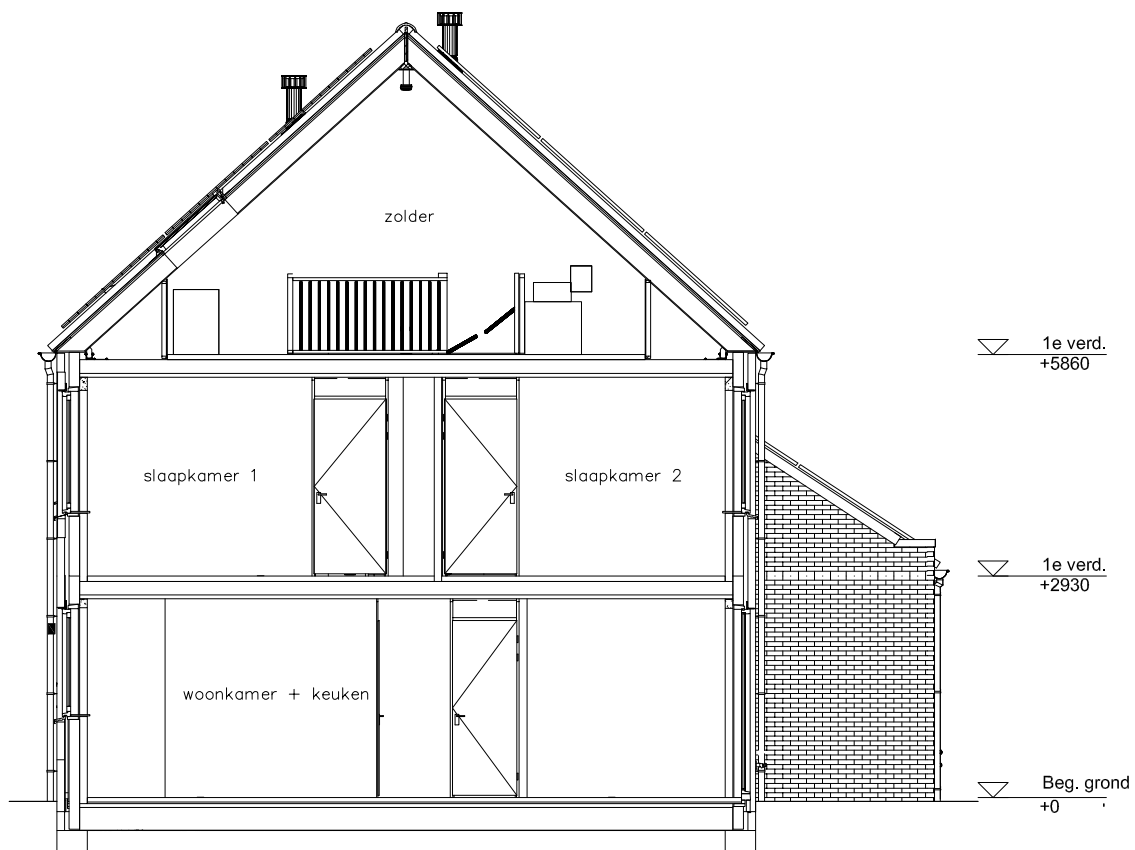 zolder
1e verd.
+5860
slaapkamer 1
slaapkamer 2
1e verd.
+2930
woonkamer + keuken
Beg. grond
+0